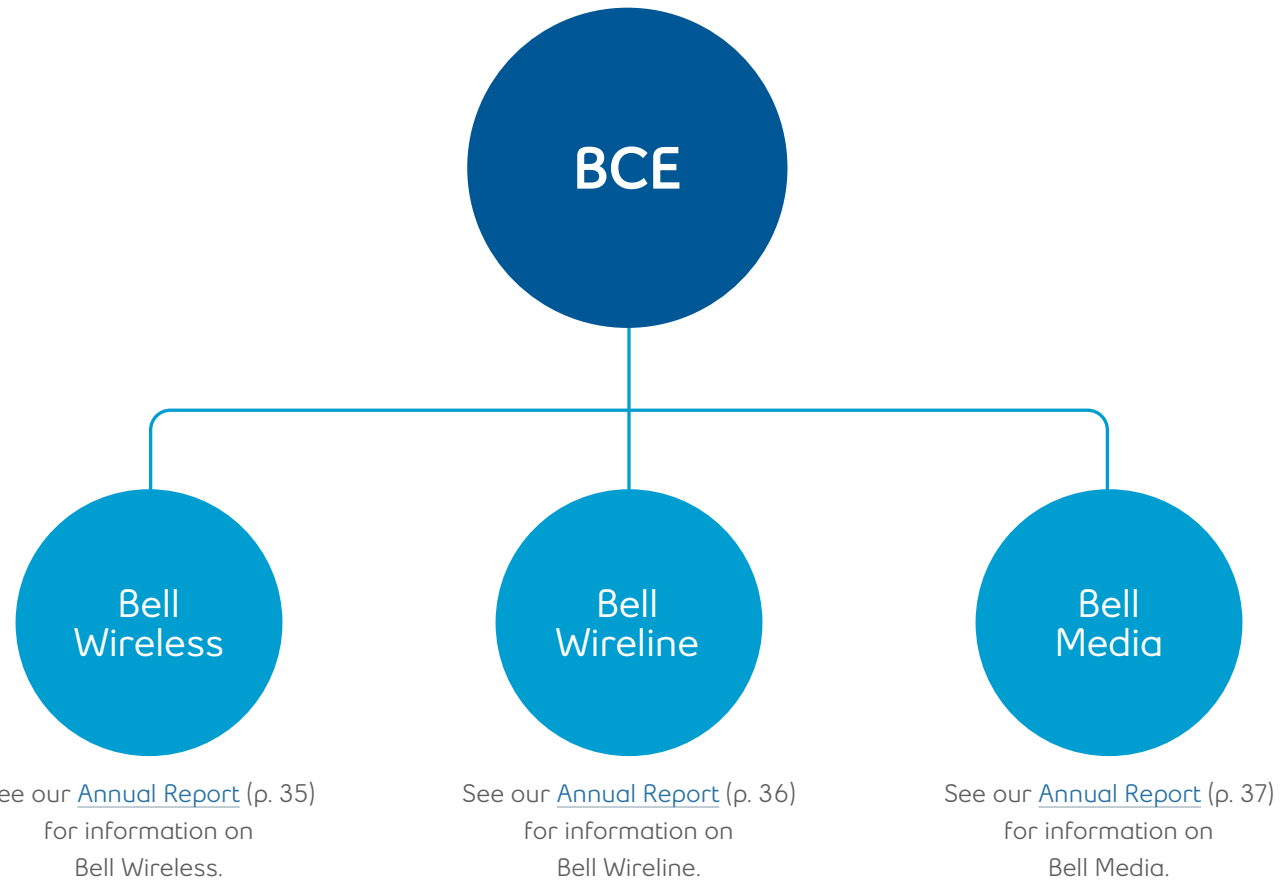 BCE
Bell
Wireless
Bell
Wireline
Bell
Media
ee our Annual Report (p. 35)
for information on
Bell Wireless.
See our Annual Report (p. 36)
for information on
Bell Wireline.
See our Annual Report (p. 37)
for information on
Bell Media.